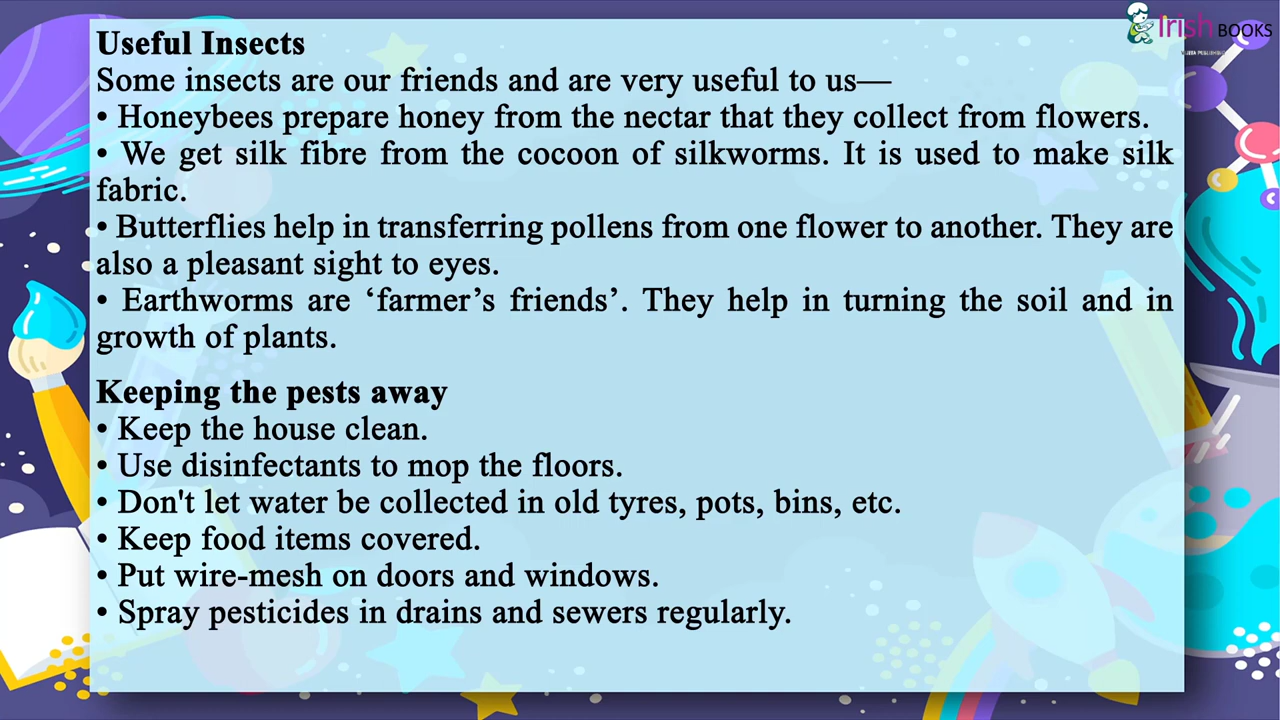 Irish BOOKS
Useful Insects
Some insects are our friends and are very useful to us—
• Honeybees prepare honey from the nectar that they collect from flowers.
• We get silk fibre from the cocoon of silkworms. It is used to make silk
fabric.
• Butterflies help in transferring pollens from one flower to another. They are
also a pleasant sight to eyes.
• Earthworms are ‘farmer’s friends’. They help in turning the soil and in
growth of plants.
Keeping the pests away
• Keep the house clean.
• Use disinfectants to mop the floors.
• Don't let water be collected in old tyres, pots, bins, etc.
• Keep food items covered.
• Put wire-mesh on doors and windows.
• Spray pesticides in drains and sewers regularly.